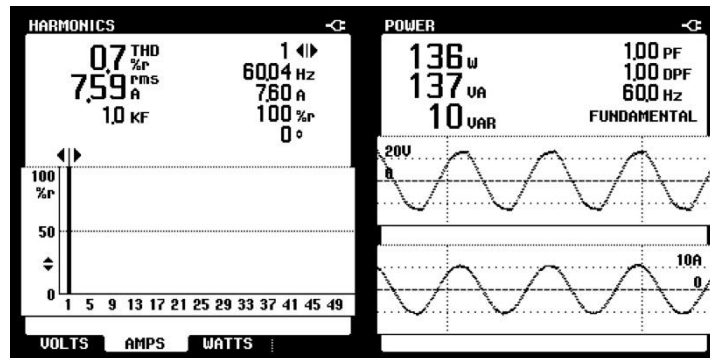 HARMONICS
0,7 THD %r
7,59 rms A
1,0 KF
1
60,04 Hz
7,60 A
100 %r
0 °
100
%r
50
0
1 5 9 13 17 21 25 29 33 37 41 45 49
VOLTS AMPS WATTS
POWER
136 W
137 VA
10 VAR
1,00 PF
1,00 DPF
60,0 Hz
FUNDAMENTAL
20V
0
10A
0